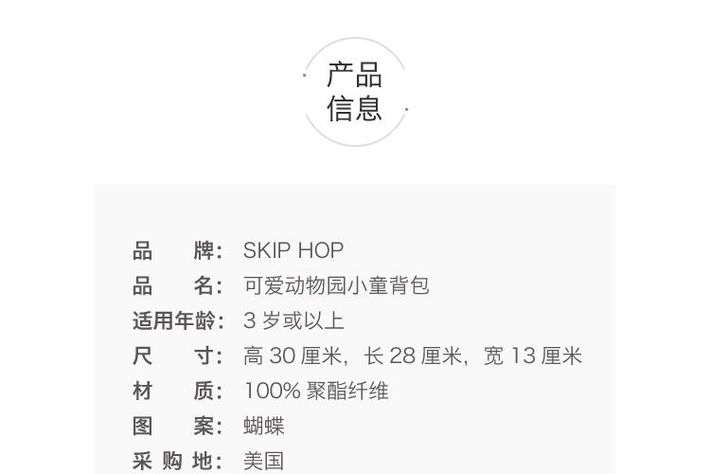 产品
信息
品 牌： SKIP HOP
品 名： 可爱动物园小童背包
适用年龄： 3 岁或以上
尺 寸： 高 30 厘米，长 28 厘米，宽 13 厘米
材 质： 100% 聚酯纤维
图 案： 蝴蝶
采 购 地： 美国